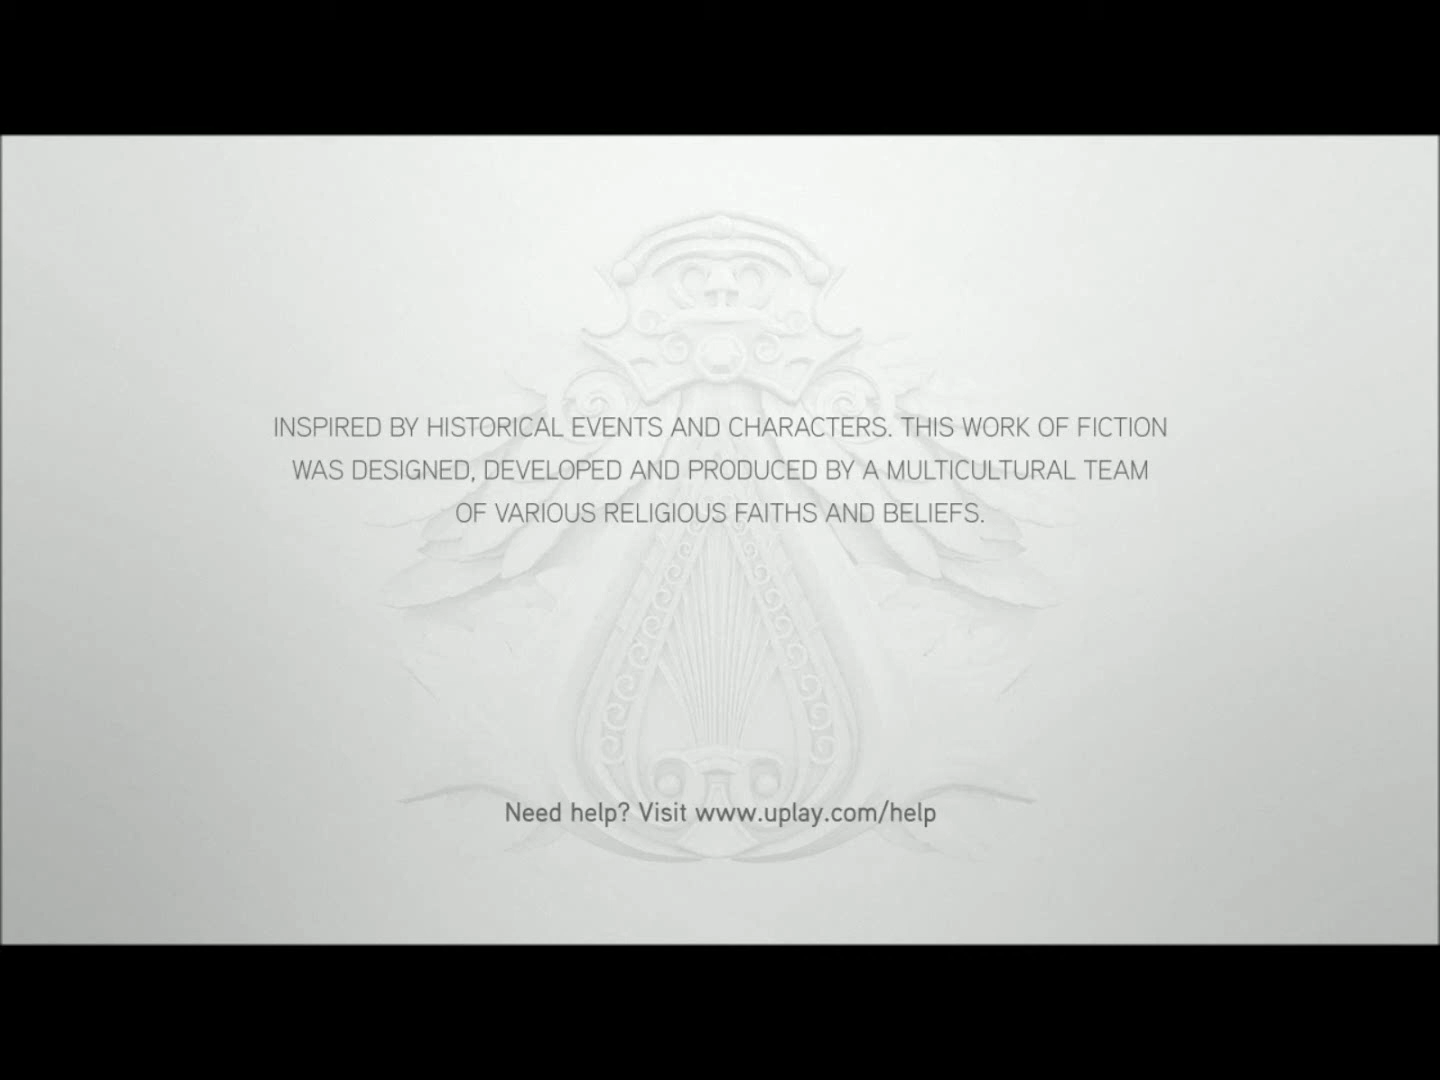 INSPIRED BY HISTORICAL EVENTS AND CHARACTERS. THIS WORK OF FICTION
WAS DESIGNED, DEVELOPED AND PRODUCED BY A MULTICULTURAL TEAM
OF VARIOUS RELIGIOUS FAITHS AND BELIEFS.
Need help? Visit www.uplay.com/help